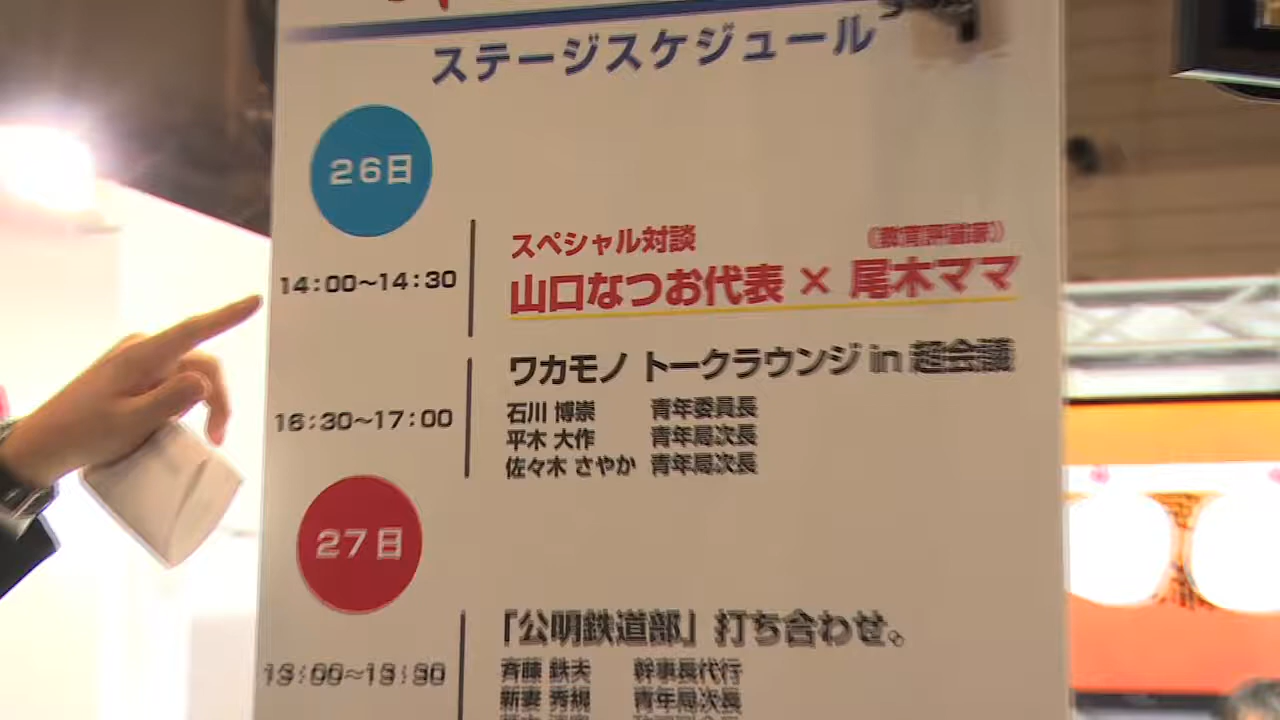 ステージスケジュール
26日
スペシャル対談
(教育評論家)
14:00〜14:30
山口なつお代表 × 尾木ママ
ワカモノ トークラウンジ in 超会議
16:30〜17:00
石川 博崇 青年委員長
平木 大作 青年局次長
佐々木 さやか 青年局次長
27日
「公明鉄道部」打ち合わせ。
13:00〜13:30
斉藤 鉄夫 幹事長代行
新妻 秀規 青年局次長